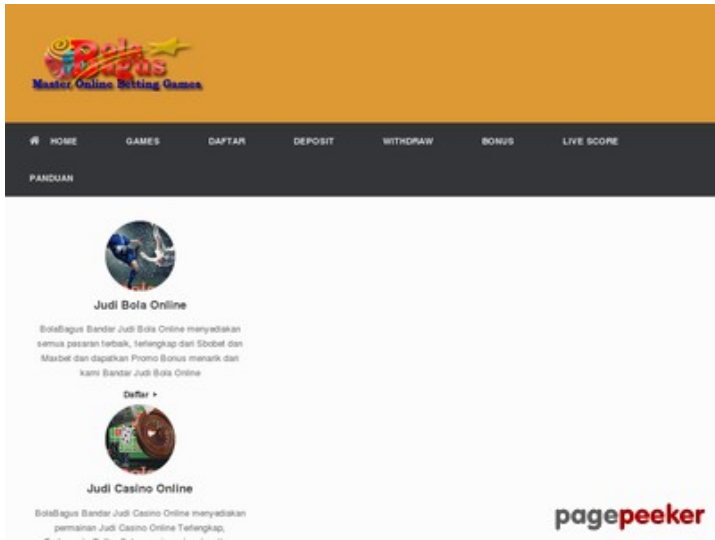 Bola
Bagus
Master Online Betting Games
HOME GAMES DAFTAR DEPOSIT WITHDRAW BONUS LIVE SCORE
PANDUAN
Judi Bola Online
BolaBagus Bandar Judi Bola Online menyediakan
semua pasaran terbaik, terlengkap dari Sbobet dan
Maxbet dan dapatkan Promo Bonus menarik dari
kami Bandar Judi Bola Online
Daftar
Judi Casino Online
BolaBagus Bandar Judi Casino Online menyediakan
permainan Judi Casino Online Terlengkap,
pagepeeker